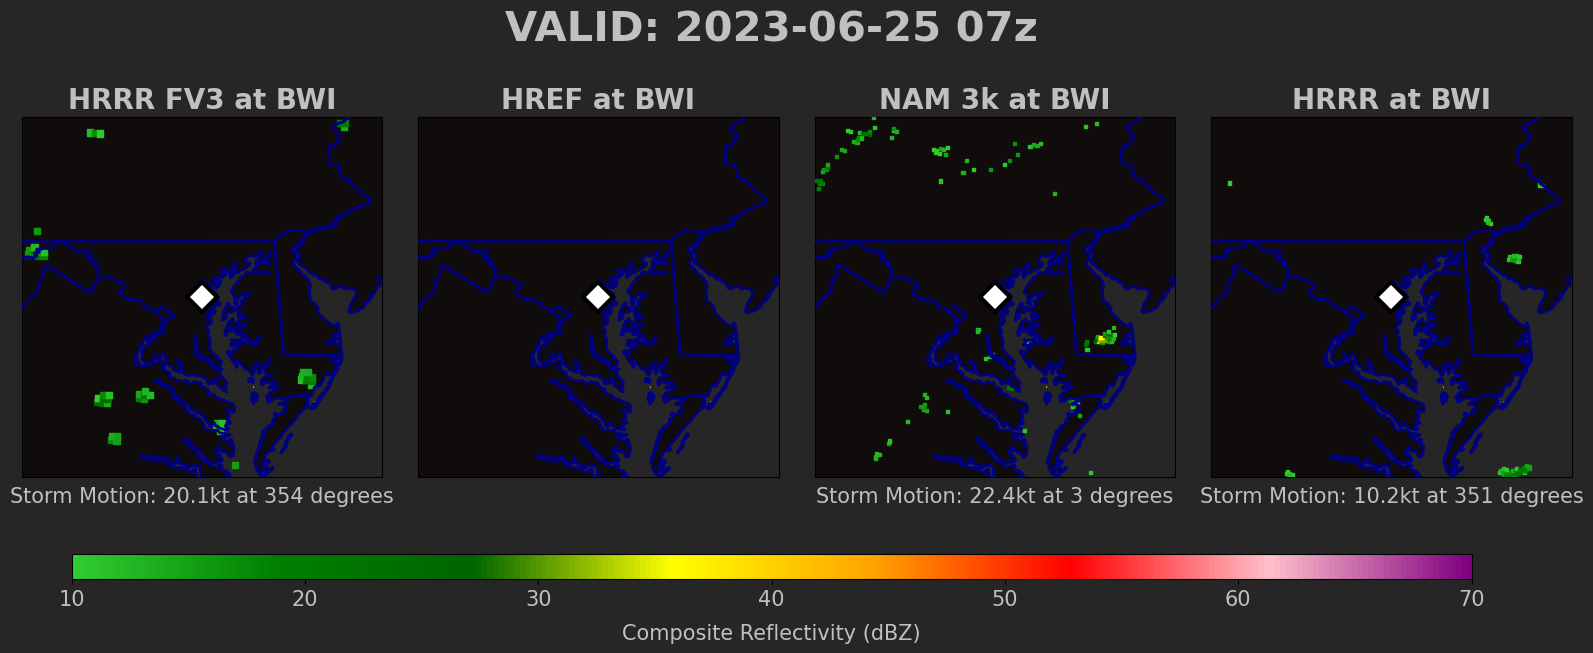 VALID: 2023-06-25 07z
HRRR FV3 at BWI
HREF at BWI
NAM 3k at BWI
HRRR at BWI
Storm Motion: 20.1kt at 354 degrees
Storm Motion: 22.4kt at 3 degrees
Storm Motion: 10.2kt at 351 degrees
10 20 30 40 50 60 70
Composite Reflectivity (dBZ)